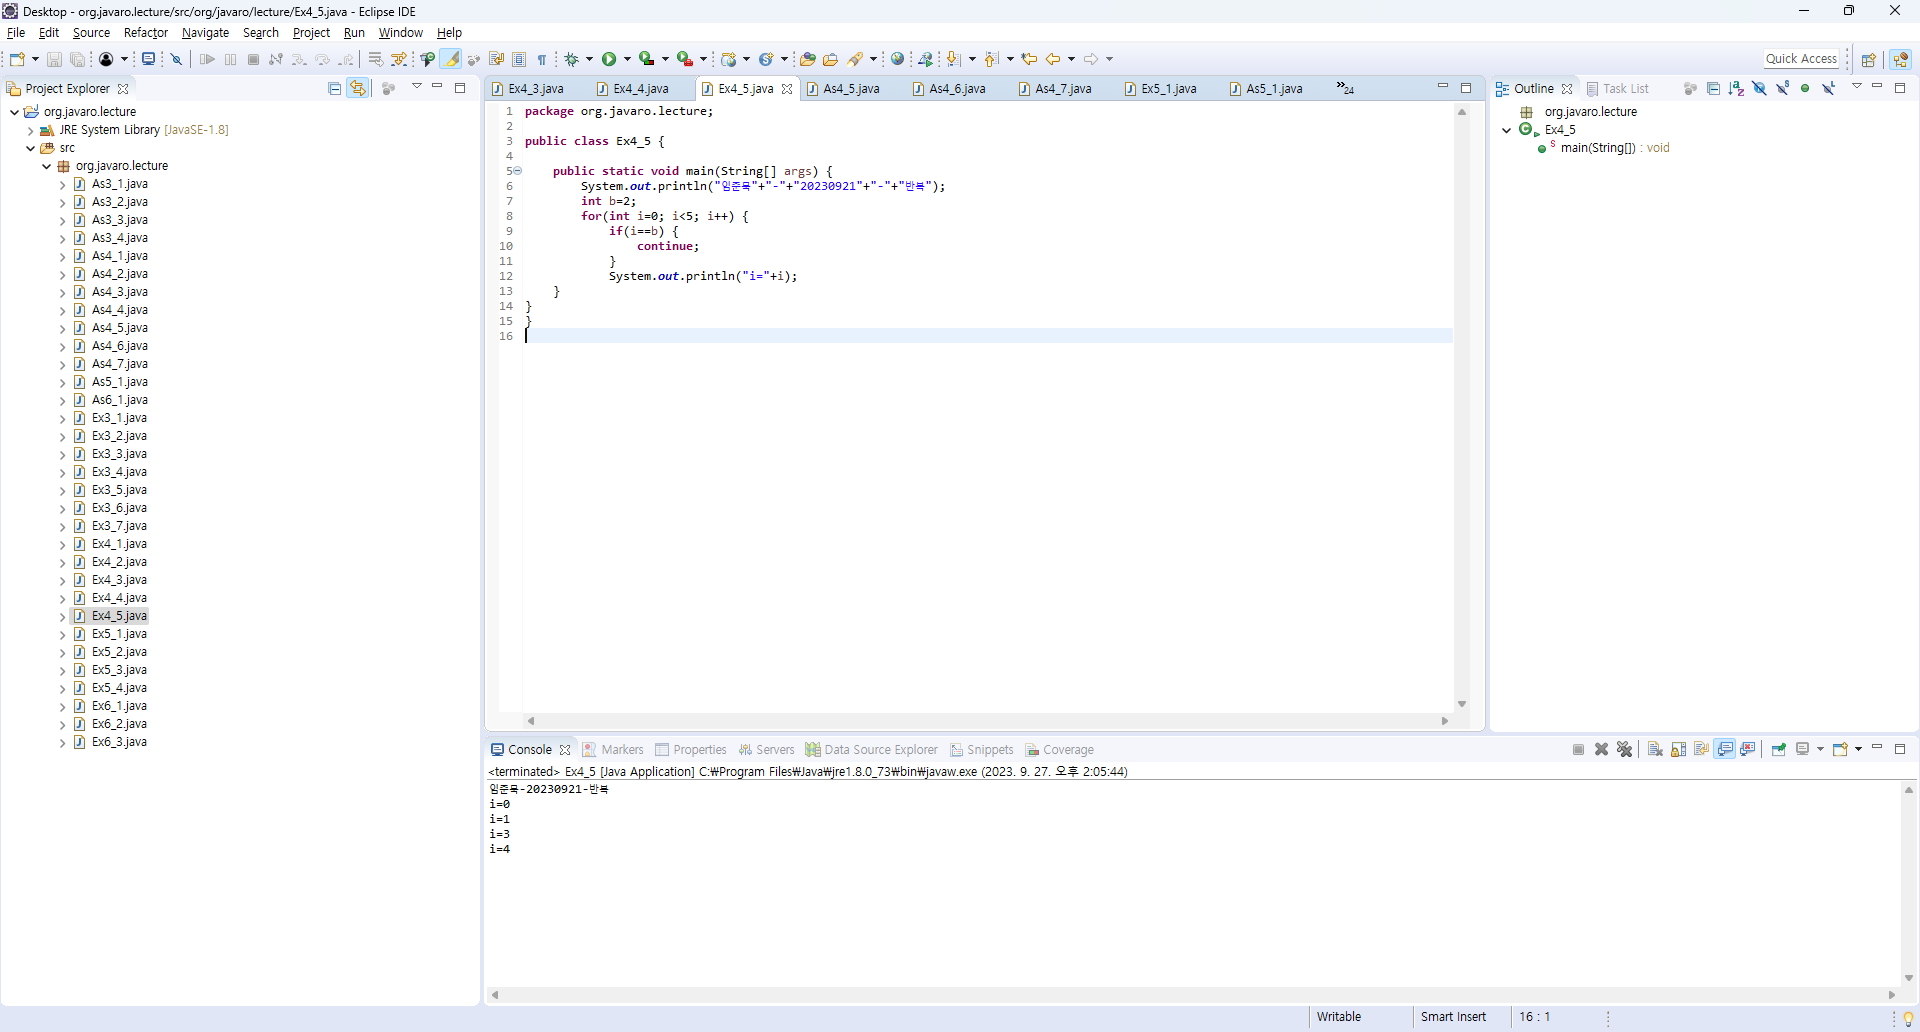 Desktop - org.javaro.lecture/src/org/javaro/lecture/Ex4_5.java - Eclipse IDE
File Edit Source Refactor Navigate Search Project Run Window Help
Quick Access
Project Explorer
org.javaro.lecture
JRE System Library [JavaSE-1.8]
src
org.javaro.lecture
As3_1.java
As3_2.java
As3_3.java
As3_4.java
As4_1.java
As4_2.java
As4_3.java
As4_4.java
As4_5.java
As4_6.java
As4_7.java
As5_1.java
As6_1.java
Ex3_1.java
Ex3_2.java
Ex3_3.java
Ex3_4.java
Ex3_5.java
Ex3_6.java
Ex3_7.java
Ex4_1.java
Ex4_2.java
Ex4_3.java
Ex4_4.java
Ex4_5.java
Ex5_1.java
Ex5_2.java
Ex5_3.java
Ex5_4.java
Ex6_1.java
Ex6_2.java
Ex6_3.java
Ex4_3.java Ex4_4.java Ex4_5.java As4_5.java As4_6.java As4_7.java Ex5_1.java As5_1.java »24
1 package org.javaro.lecture;
2
3 public class Ex4_5 {
4
5 public static void main(String[] args) {
6 System.out.println("임준묵"+"-"+"20230921"+"-"+"반복");
7 int b=2;
8 for(int i=0; i<5; i++) {
9 if(i==b) {
10 continue;
11 }
12 System.out.println("i="+i);
13 }
14 }
15 }
16
Outline Task List
org.javaro.lecture
Ex4_5
S main(String[]) : void
Console Markers Properties Servers Data Source Explorer Snippets Coverage
<terminated> Ex4_5 [Java Application] C:₩Program Files₩Java₩jre1.8.0_73₩bin₩javaw.exe (2023. 9. 27. 오후 2:05:44)
임준묵-20230921-반복
i=0
i=1
i=3
i=4
Writable Smart Insert 16 : 1